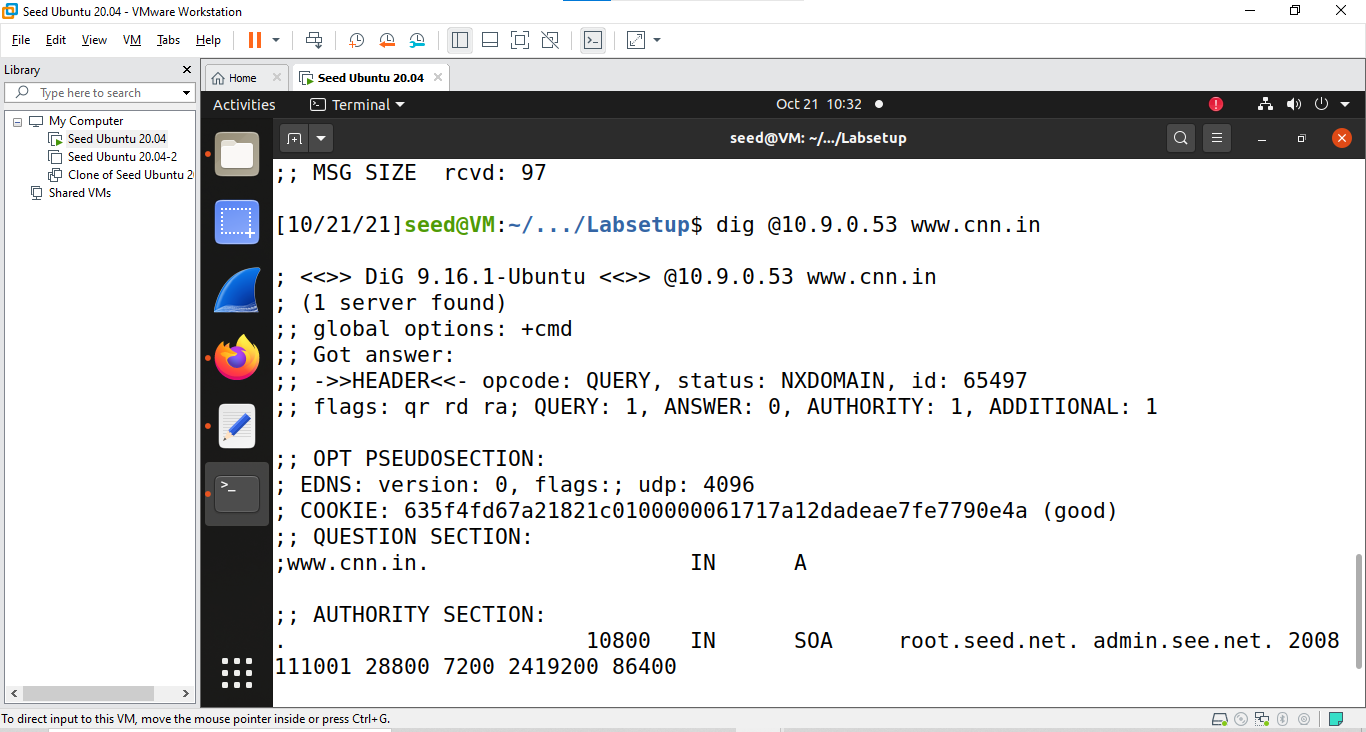 Seed Ubuntu 20.04 - VMware Workstation
File Edit View VM Tabs Help
Library
Type here to search
My Computer
Seed Ubuntu 20.04
Seed Ubuntu 20.04-2
Clone of Seed Ubuntu 2
Shared VMs
Home Seed Ubuntu 20.04
Activities Terminal Oct 21 10:32
seed@VM: ~/.../Labsetup
;; MSG SIZE  rcvd: 97
[10/21/21]seed@VM:~/.../Labsetup$ dig @10.9.0.53 www.cnn.in
; <<>> DiG 9.16.1-Ubuntu <<>> @10.9.0.53 www.cnn.in
; (1 server found)
;; global options: +cmd
;; Got answer:
;; ->>HEADER<<- opcode: QUERY, status: NXDOMAIN, id: 65497
;; flags: qr rd ra; QUERY: 1, ANSWER: 0, AUTHORITY: 1, ADDITIONAL: 1
;; OPT PSEUDOSECTION:
; EDNS: version: 0, flags:; udp: 4096
; COOKIE: 635f4fd67a21821c0100000061717a12dadeae7fe7790e4a (good)
;; QUESTION SECTION:
;www.cnn.in. IN A
;; AUTHORITY SECTION:
. 10800 IN SOA root.seed.net. admin.see.net. 2008
111001 28800 7200 2419200 86400
To direct input to this VM, move the mouse pointer inside or press Ctrl+G.